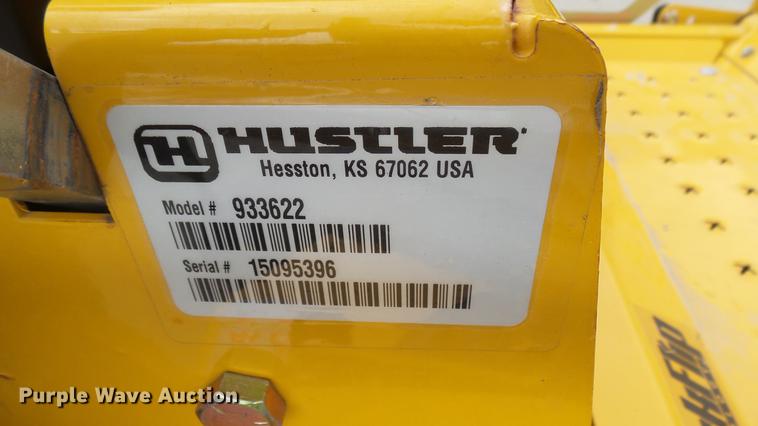 H HUSTLER
Hesston, KS 67062 USA
Model # 933622
Serial # 15095396
Purple Wave Auction